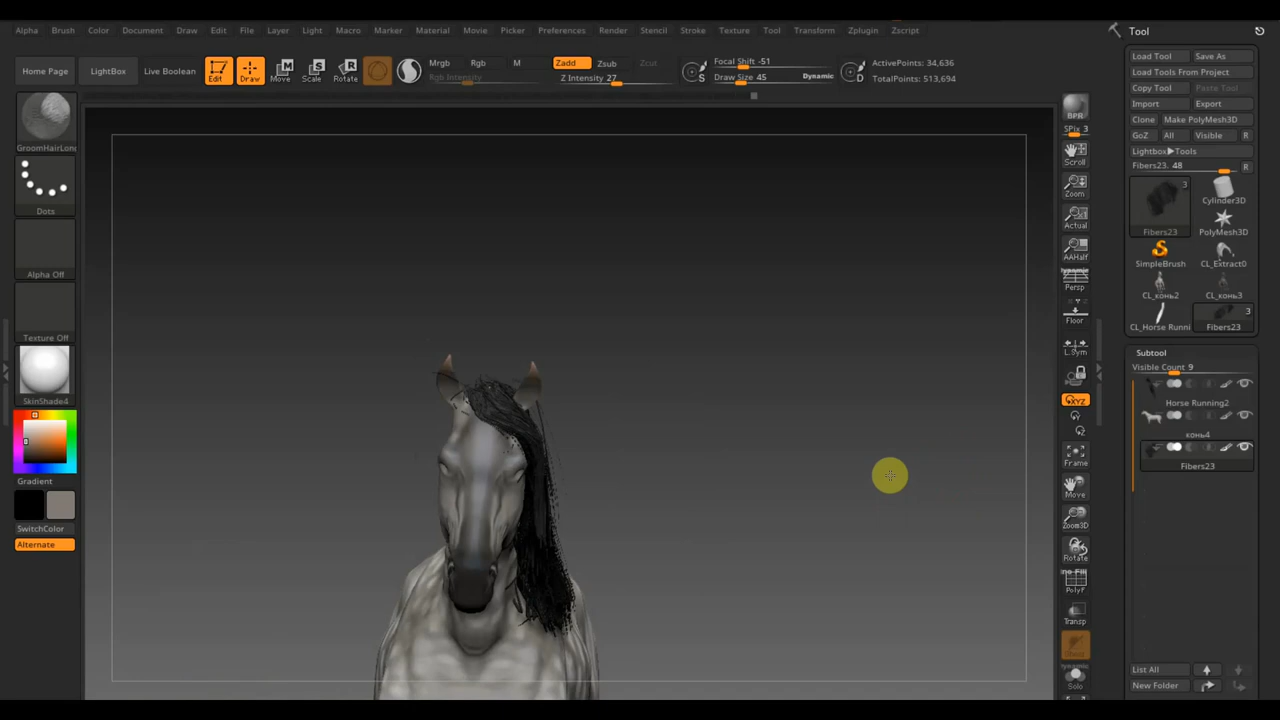 Alpha Brush Color Document Draw Edit File Layer Light Macro Marker Material Movie Picker Preferences Render Stencil Stroke Texture Tool Transform Zplugin Zscript
Tool
Home Page LightBox Live Boolean Edit Draw Move Scale Rotate
Mrgb Rgb M
Rgb Intensity
Zadd Zsub Zcut
Z Intensity 27
S
Focal Shift -51
Draw Size 45 Dynamic
D
ActivePoints: 34,636
TotalPoints: 513,694
GroomHairLong
Dots
Alpha Off
Texture Off
SkinShade4
Gradient
SwitchColor
Alternate
BPR
SPix 3
Scroll
Zoom
Actual
AAHalf
Dynamic
Persp
Floor
L.Sym
XYZ
Y
Z
Frame
Move
Zoom3D
Rotate
PolyF
Transp
Dynamic
Solo
Load Tool Save As
Load Tools From Project
Copy Tool Paste Tool
Import Export
Clone Make PolyMesh3D
GoZ All Visible R
Lightbox▶Tools
Fibers23. 48 R
3
Fibers23
Cylinder3D
PolyMesh3D
SimpleBrush
CL_Extract0
CL_конь2
CL_конь3
CL_Horse Runni
3
Fibers23
Subtool
Visible Count 9
Horse Running2
конь4
Fibers23
List All
New Folder